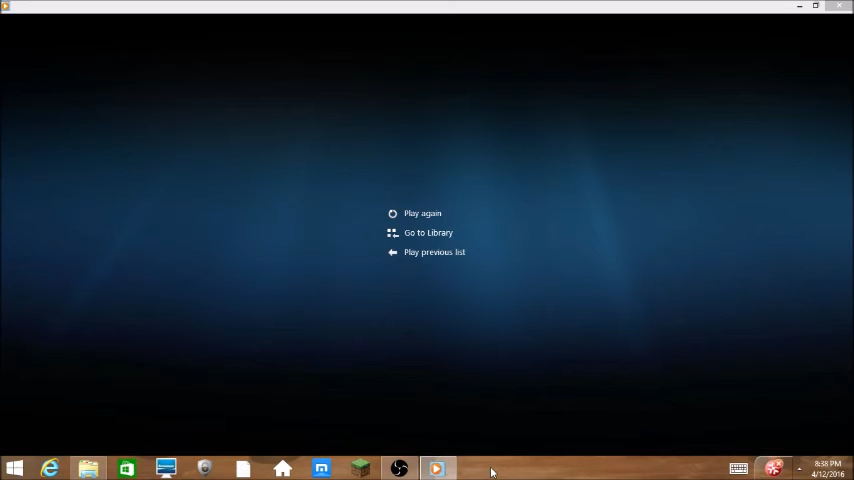 Play again
Go to Library
Play previous list
8:38 PM
4/12/2016